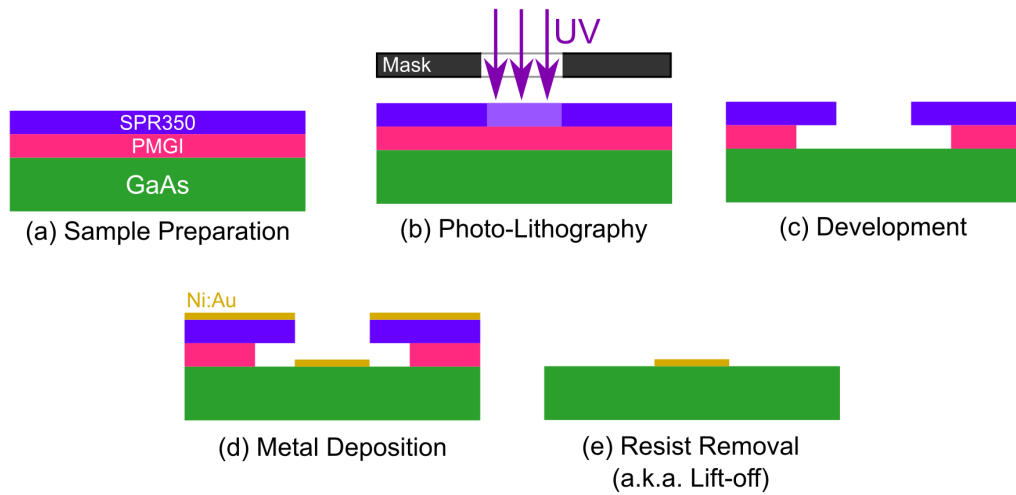 SPR350
PMGI
GaAs
(a) Sample Preparation
UV
Mask
(b) Photo-Lithography
(c) Development
Ni:Au
(d) Metal Deposition
(e) Resist Removal
(a.k.a. Lift-off)